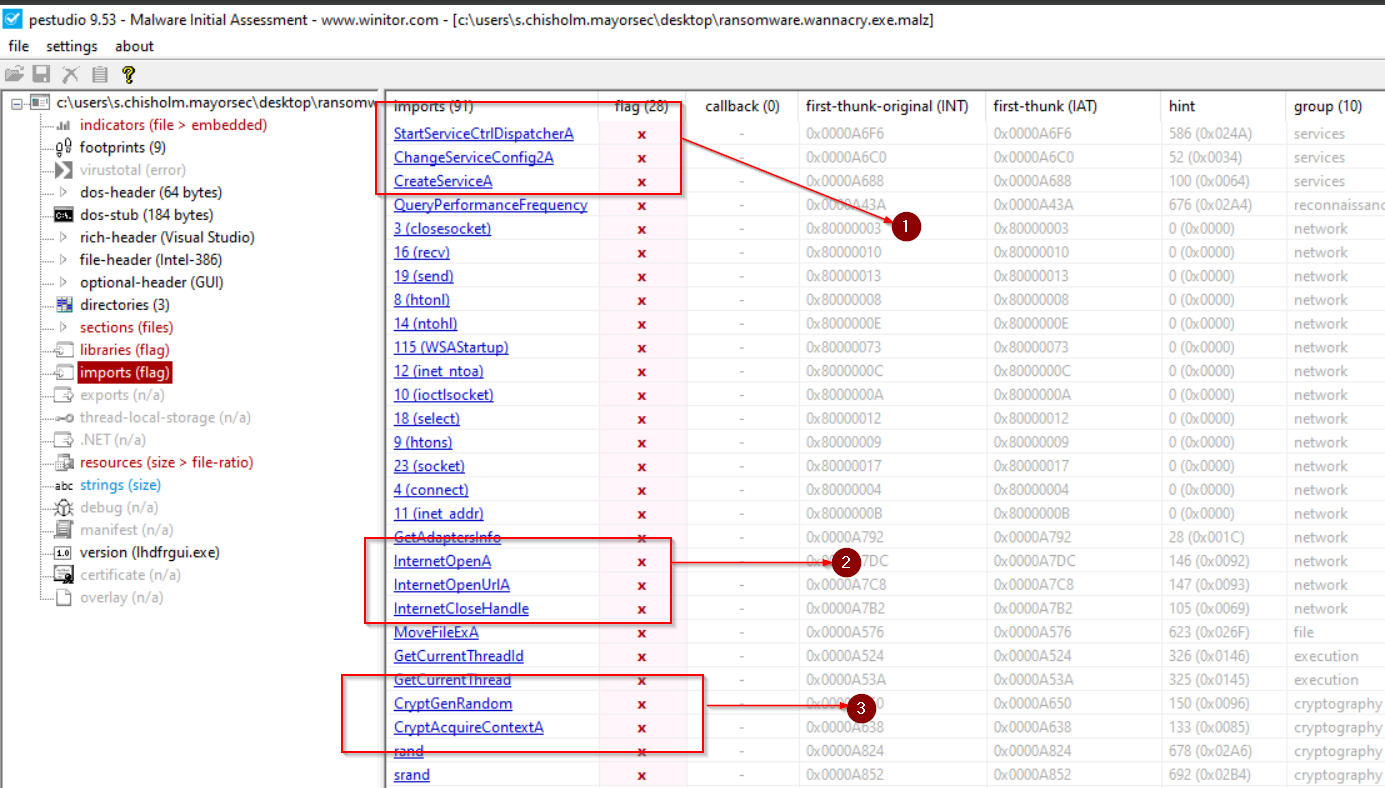 pestudio 9.53 - Malware Initial Assessment - www.winitor.com - [c:\users\s.chisholm.mayorsec\desktop\ransomware.wannacry.exe.malz]
file settings about
c:\users\s.chisholm.mayorsec\desktop\ransomw
indicators (file > embedded)
footprints (9)
virustotal (error)
dos-header (64 bytes)
dos-stub (184 bytes)
rich-header (Visual Studio)
file-header (Intel-386)
optional-header (GUI)
directories (3)
sections (files)
libraries (flag)
imports (flag)
exports (n/a)
thread-local-storage (n/a)
.NET (n/a)
resources (size > file-ratio)
abc strings (size)
debug (n/a)
manifest (n/a)
1.0 version (lhdfrgui.exe)
certificate (n/a)
overlay (n/a)
imports (91) flag (28) callback (0) first-thunk-original (INT) first-thunk (IAT) hint group (10)
StartServiceCtrlDispatcherA x - 0x0000A6F6 0x0000A6F6 586 (0x024A) services
ChangeServiceConfig2A x - 0x0000A6C0 0x0000A6C0 52 (0x0034) services
CreateServiceA x - 0x0000A688 0x0000A688 100 (0x0064) services
QueryPerformanceFrequency x - 0x0000A43A 0x0000A43A 676 (0x02A4) reconnaissanc
3 (closesocket) x - 0x80000003 1 0x80000003 0 (0x0000) network
16 (recv) x - 0x80000010 0x80000010 0 (0x0000) network
19 (send) x - 0x80000013 0x80000013 0 (0x0000) network
8 (htonl) x - 0x80000008 0x80000008 0 (0x0000) network
14 (ntohl) x - 0x8000000E 0x8000000E 0 (0x0000) network
115 (WSAStartup) x - 0x80000073 0x80000073 0 (0x0000) network
12 (inet_ntoa) x - 0x8000000C 0x8000000C 0 (0x0000) network
10 (ioctlsocket) x - 0x8000000A 0x8000000A 0 (0x0000) network
18 (select) x - 0x80000012 0x80000012 0 (0x0000) network
9 (htons) x - 0x80000009 0x80000009 0 (0x0000) network
23 (socket) x - 0x80000017 0x80000017 0 (0x0000) network
4 (connect) x - 0x80000004 0x80000004 0 (0x0000) network
11 (inet_addr) x - 0x8000000B 0x8000000B 0 (0x0000) network
GetAdaptersInfo x - 0x0000A792 0x0000A792 28 (0x001C) network
InternetOpenA x - 2 0x0000A7DC 146 (0x0092) network
InternetOpenUrlA x - 0x0000A7C8 0x0000A7C8 147 (0x0093) network
InternetCloseHandle x - 0x0000A7B2 0x0000A7B2 105 (0x0069) network
MoveFileExA x - 0x0000A576 0x0000A576 623 (0x026F) file
GetCurrentThreadId x - 0x0000A524 0x0000A524 326 (0x0146) execution
GetCurrentThread x - 0x0000A53A 0x0000A53A 325 (0x0145) execution
CryptGenRandom x - 3 0x0000A650 150 (0x0096) cryptography
CryptAcquireContextA x - 0x0000A638 0x0000A638 133 (0x0085) cryptography
rand x - 0x0000A824 0x0000A824 678 (0x02A6) cryptography
srand x - 0x0000A852 0x0000A852 692 (0x02B4) cryptography